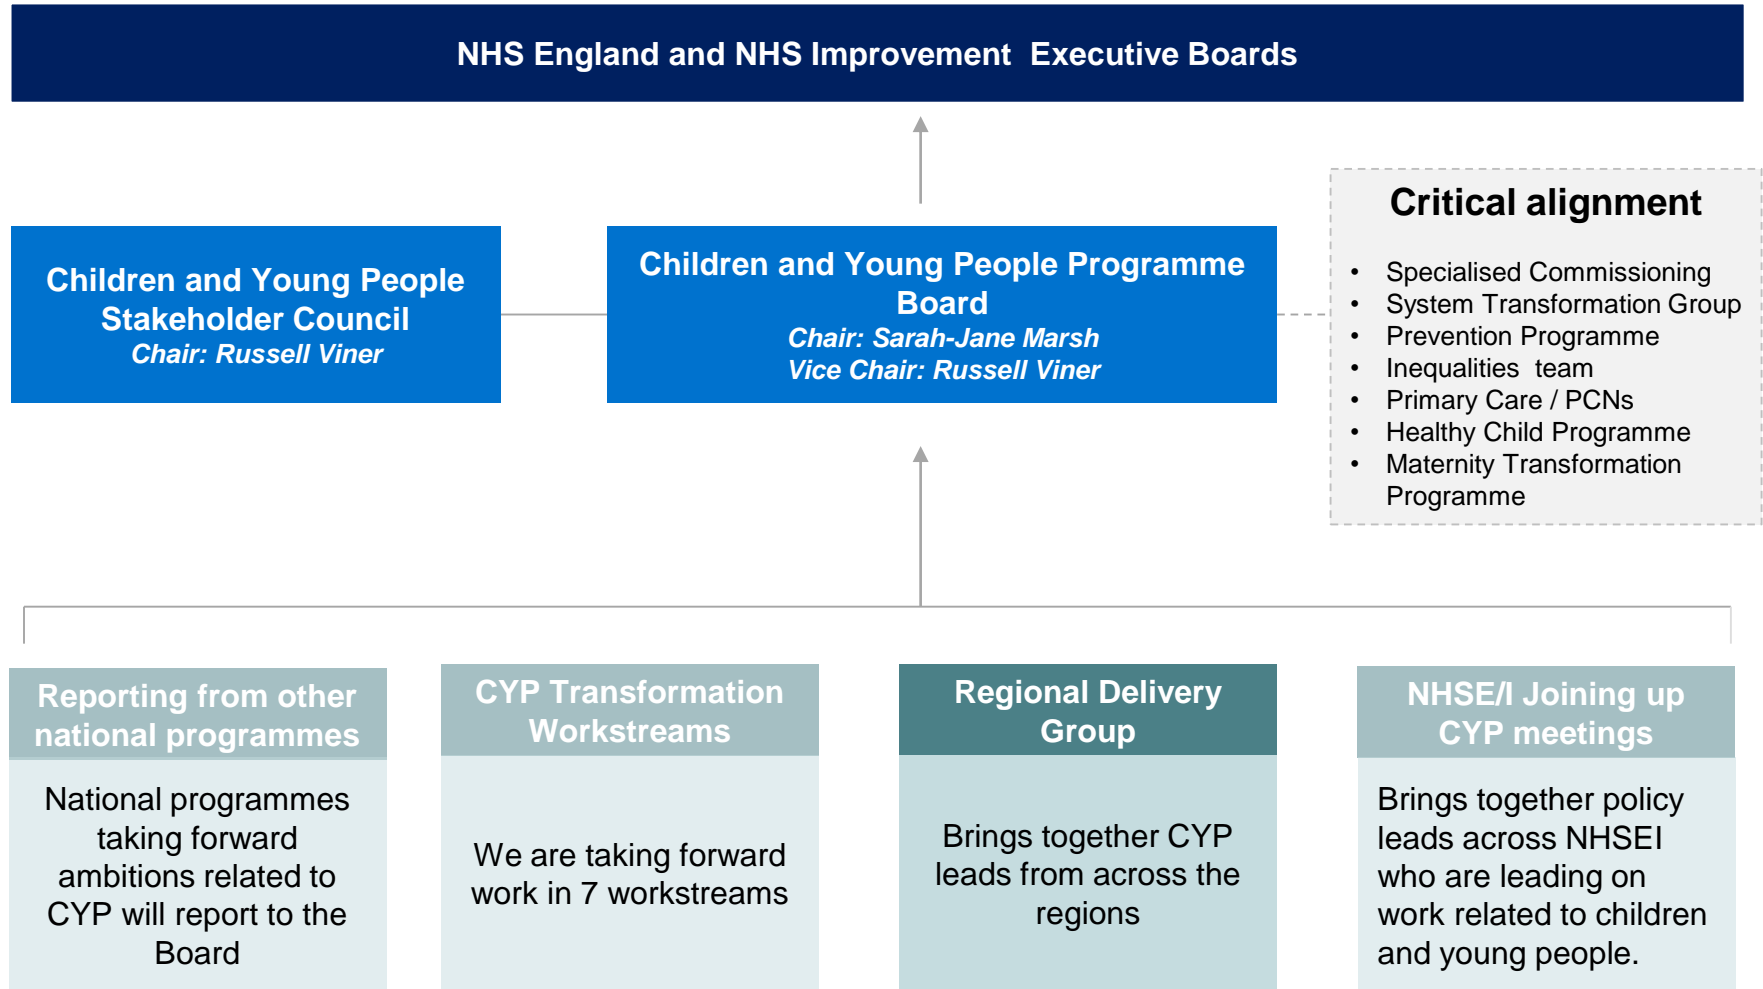 NHS England and NHS Improvement  Executive Boards
Children and Young People
Stakeholder Council
Chair: Russell Viner
Children and Young People Programme
Board
Chair: Sarah-Jane Marsh
Vice Chair: Russell Viner
Critical alignment
• Specialised Commissioning
• System Transformation Group
• Prevention Programme
• Inequalities  team
• Primary Care / PCNs
• Healthy Child Programme
• Maternity Transformation
Programme
Reporting from other
national programmes
National programmes
taking forward
ambitions related to
CYP will report to the
Board
CYP Transformation
Workstreams
We are taking forward
work in 7 workstreams
Regional Delivery
Group
Brings together CYP
leads from across the
regions
NHSE/I Joining up
CYP meetings
Brings together policy
leads across NHSEI
who are leading on
work related to children
and young people.